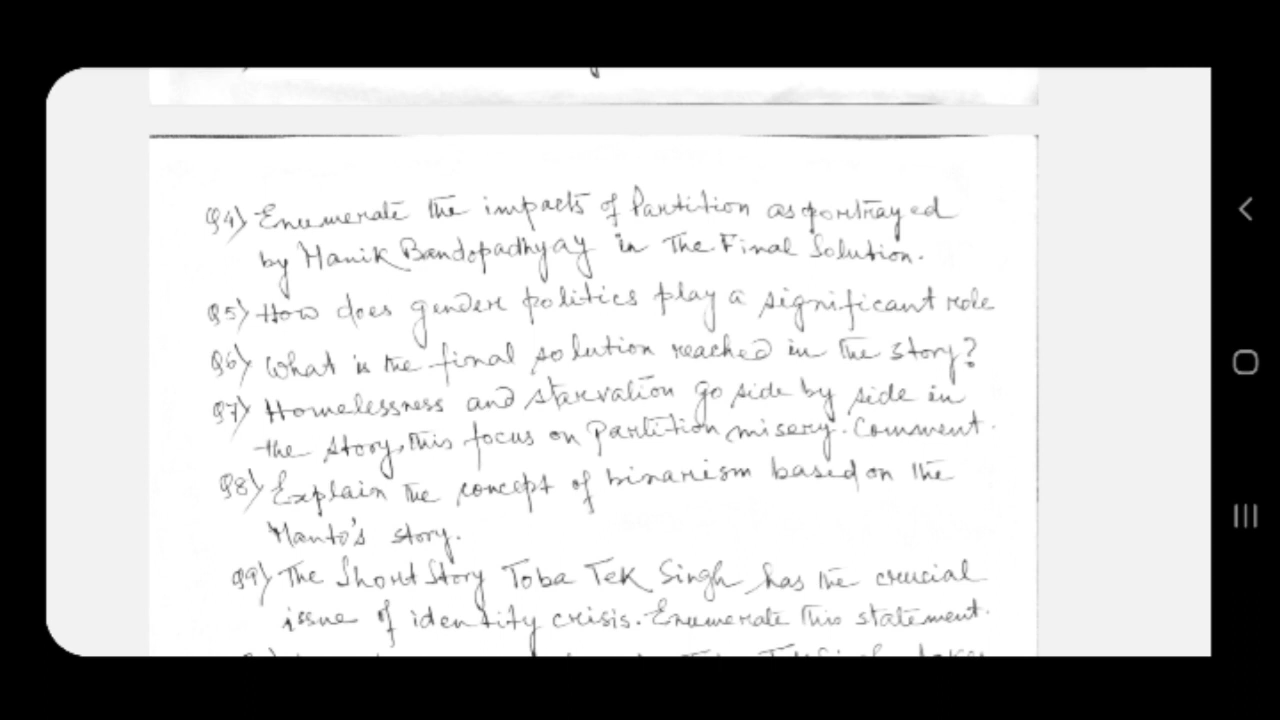 Q4) Enumerate the impacts of Partition as portrayed
by Manik Bandopadhyay in The Final Solution.
Q5) How does gender politics play a significant role
Q6) What is the final solution reached in the story?
Q7) Homelessness and starvation go side by side in
the story, this focus on partition misery. Comment.
Q8) Explain the concept of binarism based on the
Manto's story.
Q9) The Short Story Toba Tek Singh has the crucial
issue of identity crisis. Enumerate this statement.